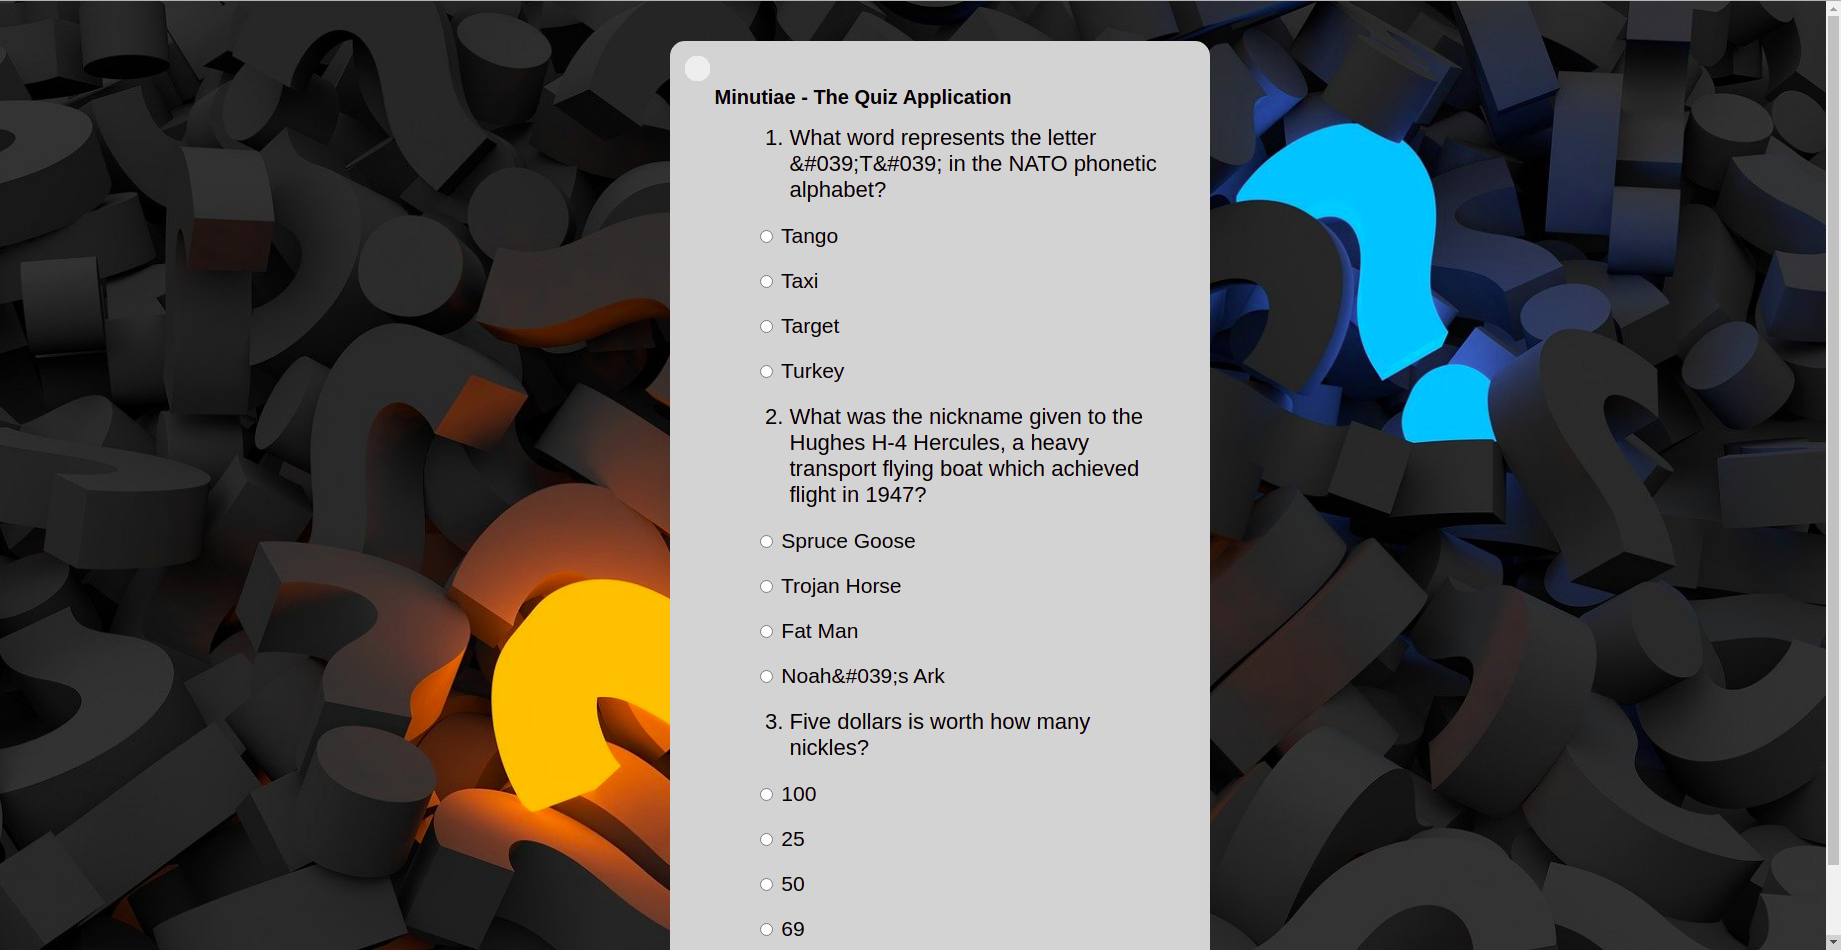 Minutiae - The Quiz Application
1. What word represents the letter
&#039;T&#039; in the NATO phonetic
alphabet?
Tango
Taxi
Target
Turkey
2. What was the nickname given to the
Hughes H-4 Hercules, a heavy
transport flying boat which achieved
flight in 1947?
Spruce Goose
Trojan Horse
Fat Man
Noah&#039;s Ark
3. Five dollars is worth how many
nickles?
100
25
50
69